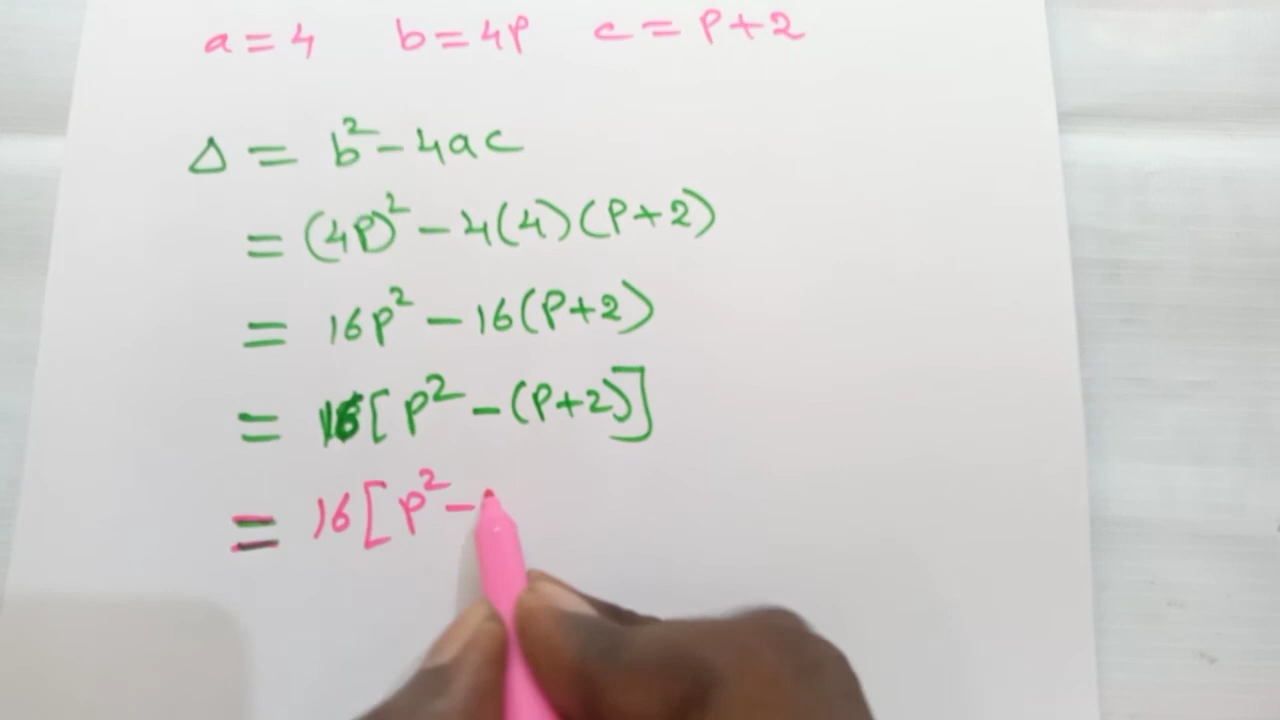 a = 4 b = 4P c = P + 2
Δ = b² - 4ac
= (4P)² - 4(4)(P+2)
= 16P² - 16(P+2)
= 16[P² - (P+2)]
= 16[P² -